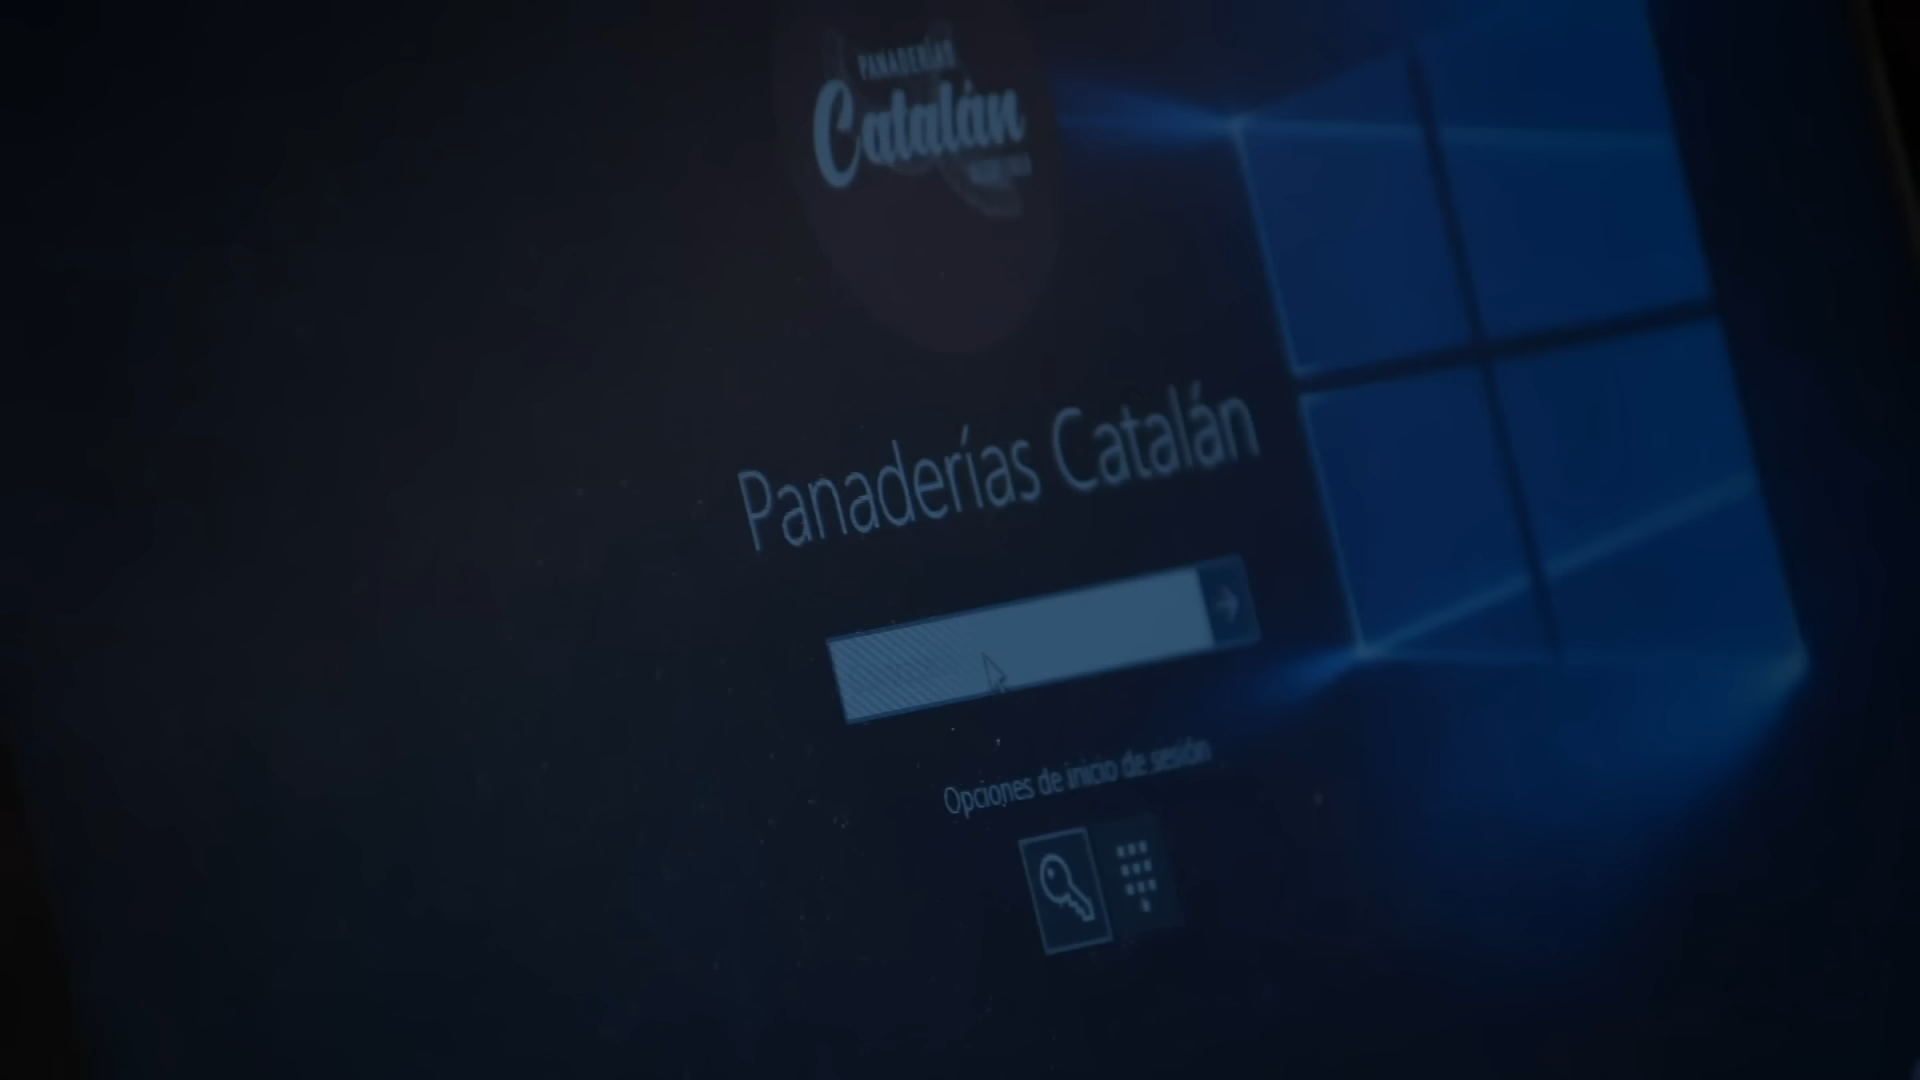 PANADERÍAS
Catalán
Panaderías Catalán
Opciones de inicio de sesión